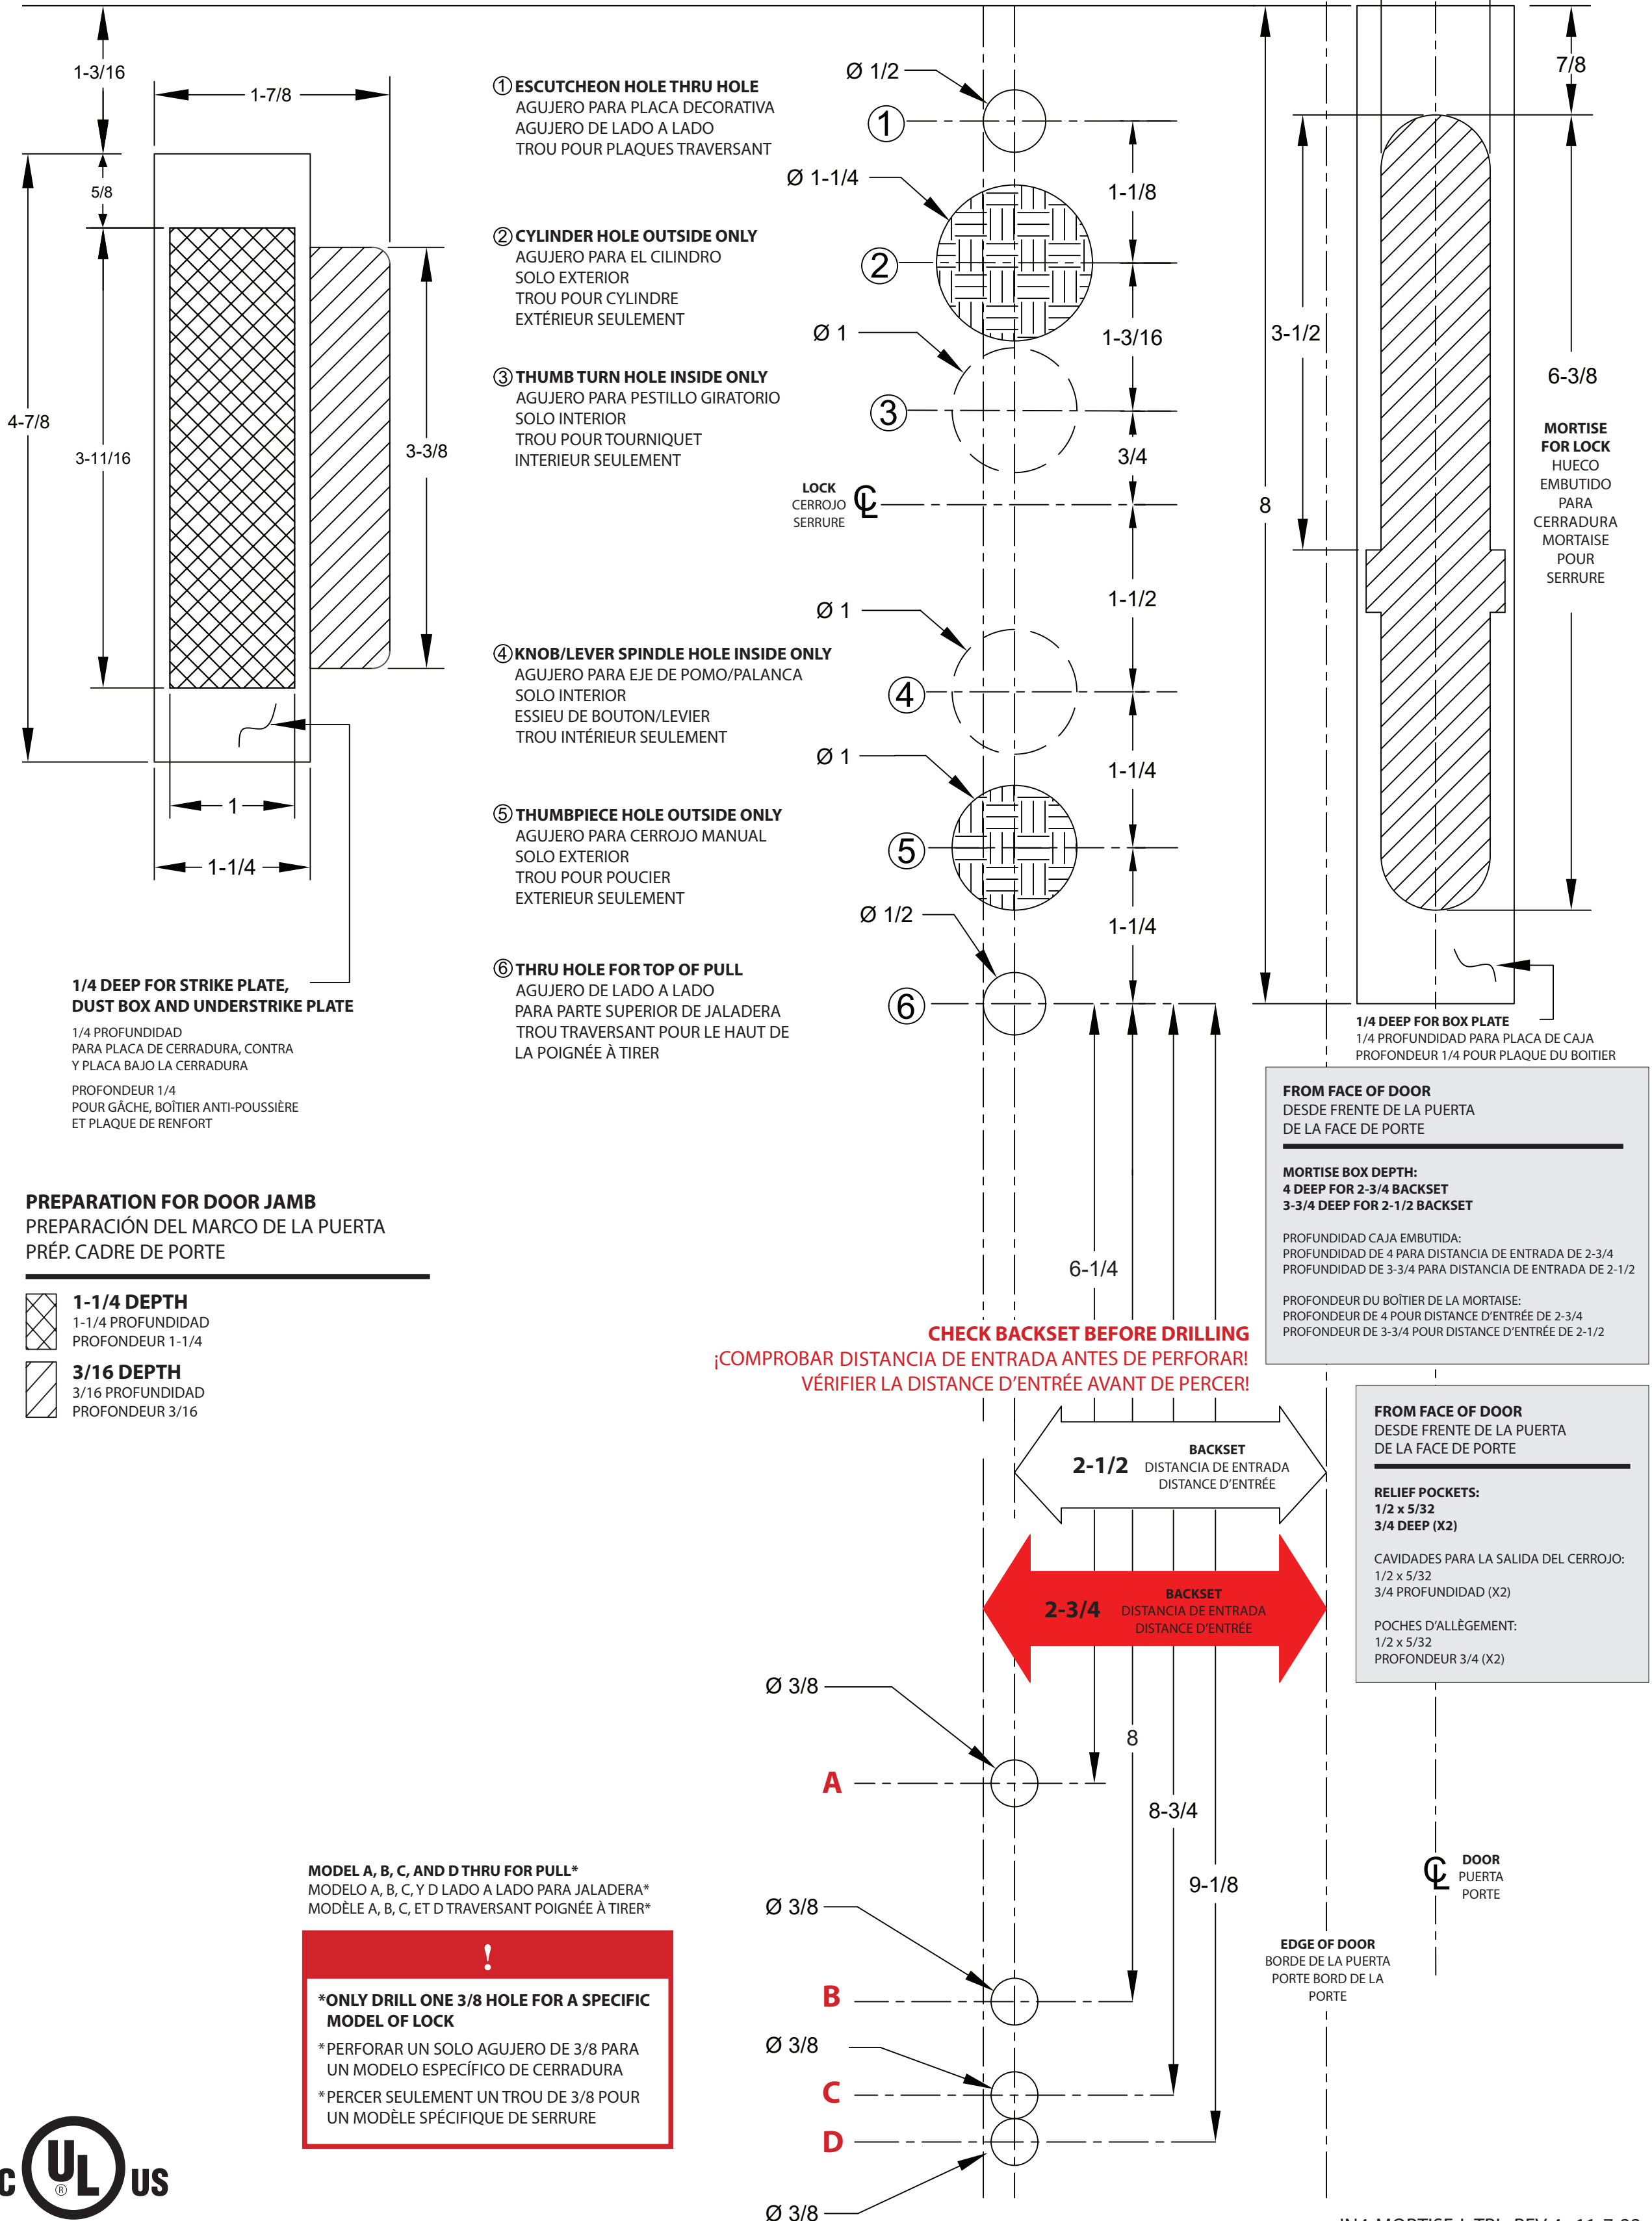 1-3/16
1-7/8
5/8
4-7/8
3-11/16
3-3/8
1
1-1/4
1/4 DEEP FOR STRIKE PLATE,
DUST BOX AND UNDERSTRIKE PLATE
1/4 PROFUNDIDAD
PARA PLACA DE CERRADURA, CONTRA
Y PLACA BAJO LA CERRADURA
PROFONDEUR 1/4
POUR GÂCHE, BOÎTIER ANTI-POUSSIÈRE
ET PLAQUE DE RENFORT
PREPARATION FOR DOOR JAMB
PREPARACIÓN DEL MARCO DE LA PUERTA
PRÉP. CADRE DE PORTE
1-1/4 DEPTH
1-1/4 PROFUNDIDAD
PROFONDEUR 1-1/4
3/16 DEPTH
3/16 PROFUNDIDAD
PROFONDEUR 3/16
① ESCUTCHEON HOLE THRU HOLE
AGUJERO PARA PLACA DECORATIVA
AGUJERO DE LADO A LADO
TROU POUR PLAQUES TRAVERSANT
② CYLINDER HOLE OUTSIDE ONLY
AGUJERO PARA EL CILINDRO
SOLO EXTERIOR
TROU POUR CYLINDRE
EXTÉRIEUR SEULEMENT
③ THUMB TURN HOLE INSIDE ONLY
AGUJERO PARA PESTILLO GIRATORIO
SOLO INTERIOR
TROU POUR TOURNIQUET
INTERIEUR SEULEMENT
④ KNOB/LEVER SPINDLE HOLE INSIDE ONLY
AGUJERO PARA EJE DE POMO/PALANCA
SOLO INTERIOR
ESSIEU DE BOUTON/LEVIER
TROU INTÉRIEUR SEULEMENT
⑤ THUMBPIECE HOLE OUTSIDE ONLY
AGUJERO PARA CERROJO MANUAL
SOLO EXTERIOR
TROU POUR POUCIER
EXTERIEUR SEULEMENT
⑥ THRU HOLE FOR TOP OF PULL
AGUJERO DE LADO A LADO
PARA PARTE SUPERIOR DE JALADERA
TROU TRAVERSANT POUR LE HAUT DE
LA POIGNÉE À TIRER
Ø 1/2
①
Ø 1-1/4
1-1/8
②
Ø 1
1-3/16
③
3/4
LOCK
CERROJO
SERRURE
℄
1-1/2
Ø 1
④
Ø 1
1-1/4
⑤
Ø 1/2
1-1/4
⑥
8
7/8
3-1/2
6-3/8
MORTISE
FOR LOCK
HUECO
EMBUTIDO
PARA
CERRADURA
MORTAISE
POUR
SERRURE
1/4 DEEP FOR BOX PLATE
1/4 PROFUNDIDAD PARA PLACA DE CAJA
PROFONDEUR 1/4 POUR PLAQUE DU BOITIER
FROM FACE OF DOOR
DESDE FRENTE DE LA PUERTA
DE LA FACE DE PORTE
MORTISE BOX DEPTH:
4 DEEP FOR 2-3/4 BACKSET
3-3/4 DEEP FOR 2-1/2 BACKSET
PROFUNDIDAD CAJA EMBUTIDA:
PROFUNDIDAD DE 4 PARA DISTANCIA DE ENTRADA DE 2-3/4
PROFUNDIDAD DE 3-3/4 PARA DISTANCIA DE ENTRADA DE 2-1/2
PROFONDEUR DU BOÎTIER DE LA MORTAISE:
PROFONDEUR DE 4 POUR DISTANCE D'ENTRÉE DE 2-3/4
PROFONDEUR DE 3-3/4 POUR DISTANCE D'ENTRÉE DE 2-1/2
6-1/4
CHECK BACKSET BEFORE DRILLING
¡COMPROBAR DISTANCIA DE ENTRADA ANTES DE PERFORAR!
VÉRIFIER LA DISTANCE D'ENTRÉE AVANT DE PERCER!
2-1/2
BACKSET
DISTANCIA DE ENTRADA
DISTANCE D'ENTRÉE
2-3/4
BACKSET
DISTANCIA DE ENTRADA
DISTANCE D'ENTRÉE
FROM FACE OF DOOR
DESDE FRENTE DE LA PUERTA
DE LA FACE DE PORTE
RELIEF POCKETS:
1/2 x 5/32
3/4 DEEP (X2)
CAVIDADES PARA LA SALIDA DEL CERROJO:
1/2 x 5/32
3/4 PROFUNDIDAD (X2)
POCHES D'ALLÈGEMENT:
1/2 x 5/32
PROFONDEUR 3/4 (X2)
Ø 3/8
8
A
8-3/4
9-1/8
Ø 3/8
B
Ø 3/8
C
D
Ø 3/8
℄
DOOR
PUERTA
PORTE
EDGE OF DOOR
BORDE DE LA PUERTA
PORTE BORD DE LA
PORTE
MODEL A, B, C, AND D THRU FOR PULL*
MODELO A, B, C, Y D LADO A LADO PARA JALADERA*
MODÈLE A, B, C, ET D TRAVERSANT POIGNÉE À TIRER*
!
*ONLY DRILL ONE 3/8 HOLE FOR A SPECIFIC
MODEL OF LOCK
*PERFORAR UN SOLO AGUJERO DE 3/8 PARA
UN MODELO ESPECÍFICO DE CERRADURA
*PERCER SEULEMENT UN TROU DE 3/8 POUR
UN MODÈLE SPÉCIFIQUE DE SERRURE
C UL ® US